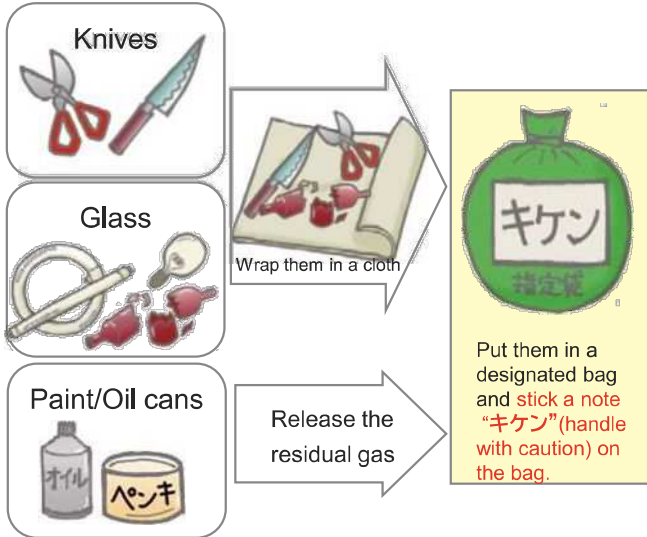 Knives
Glass
Wrap them in a cloth
Paint/Oil cans
オイル
ペンキ
Release the
residual gas
キケン
指定袋
Put them in a
designated bag
and stick a note
“キケン”(handle
with caution) on
the bag.